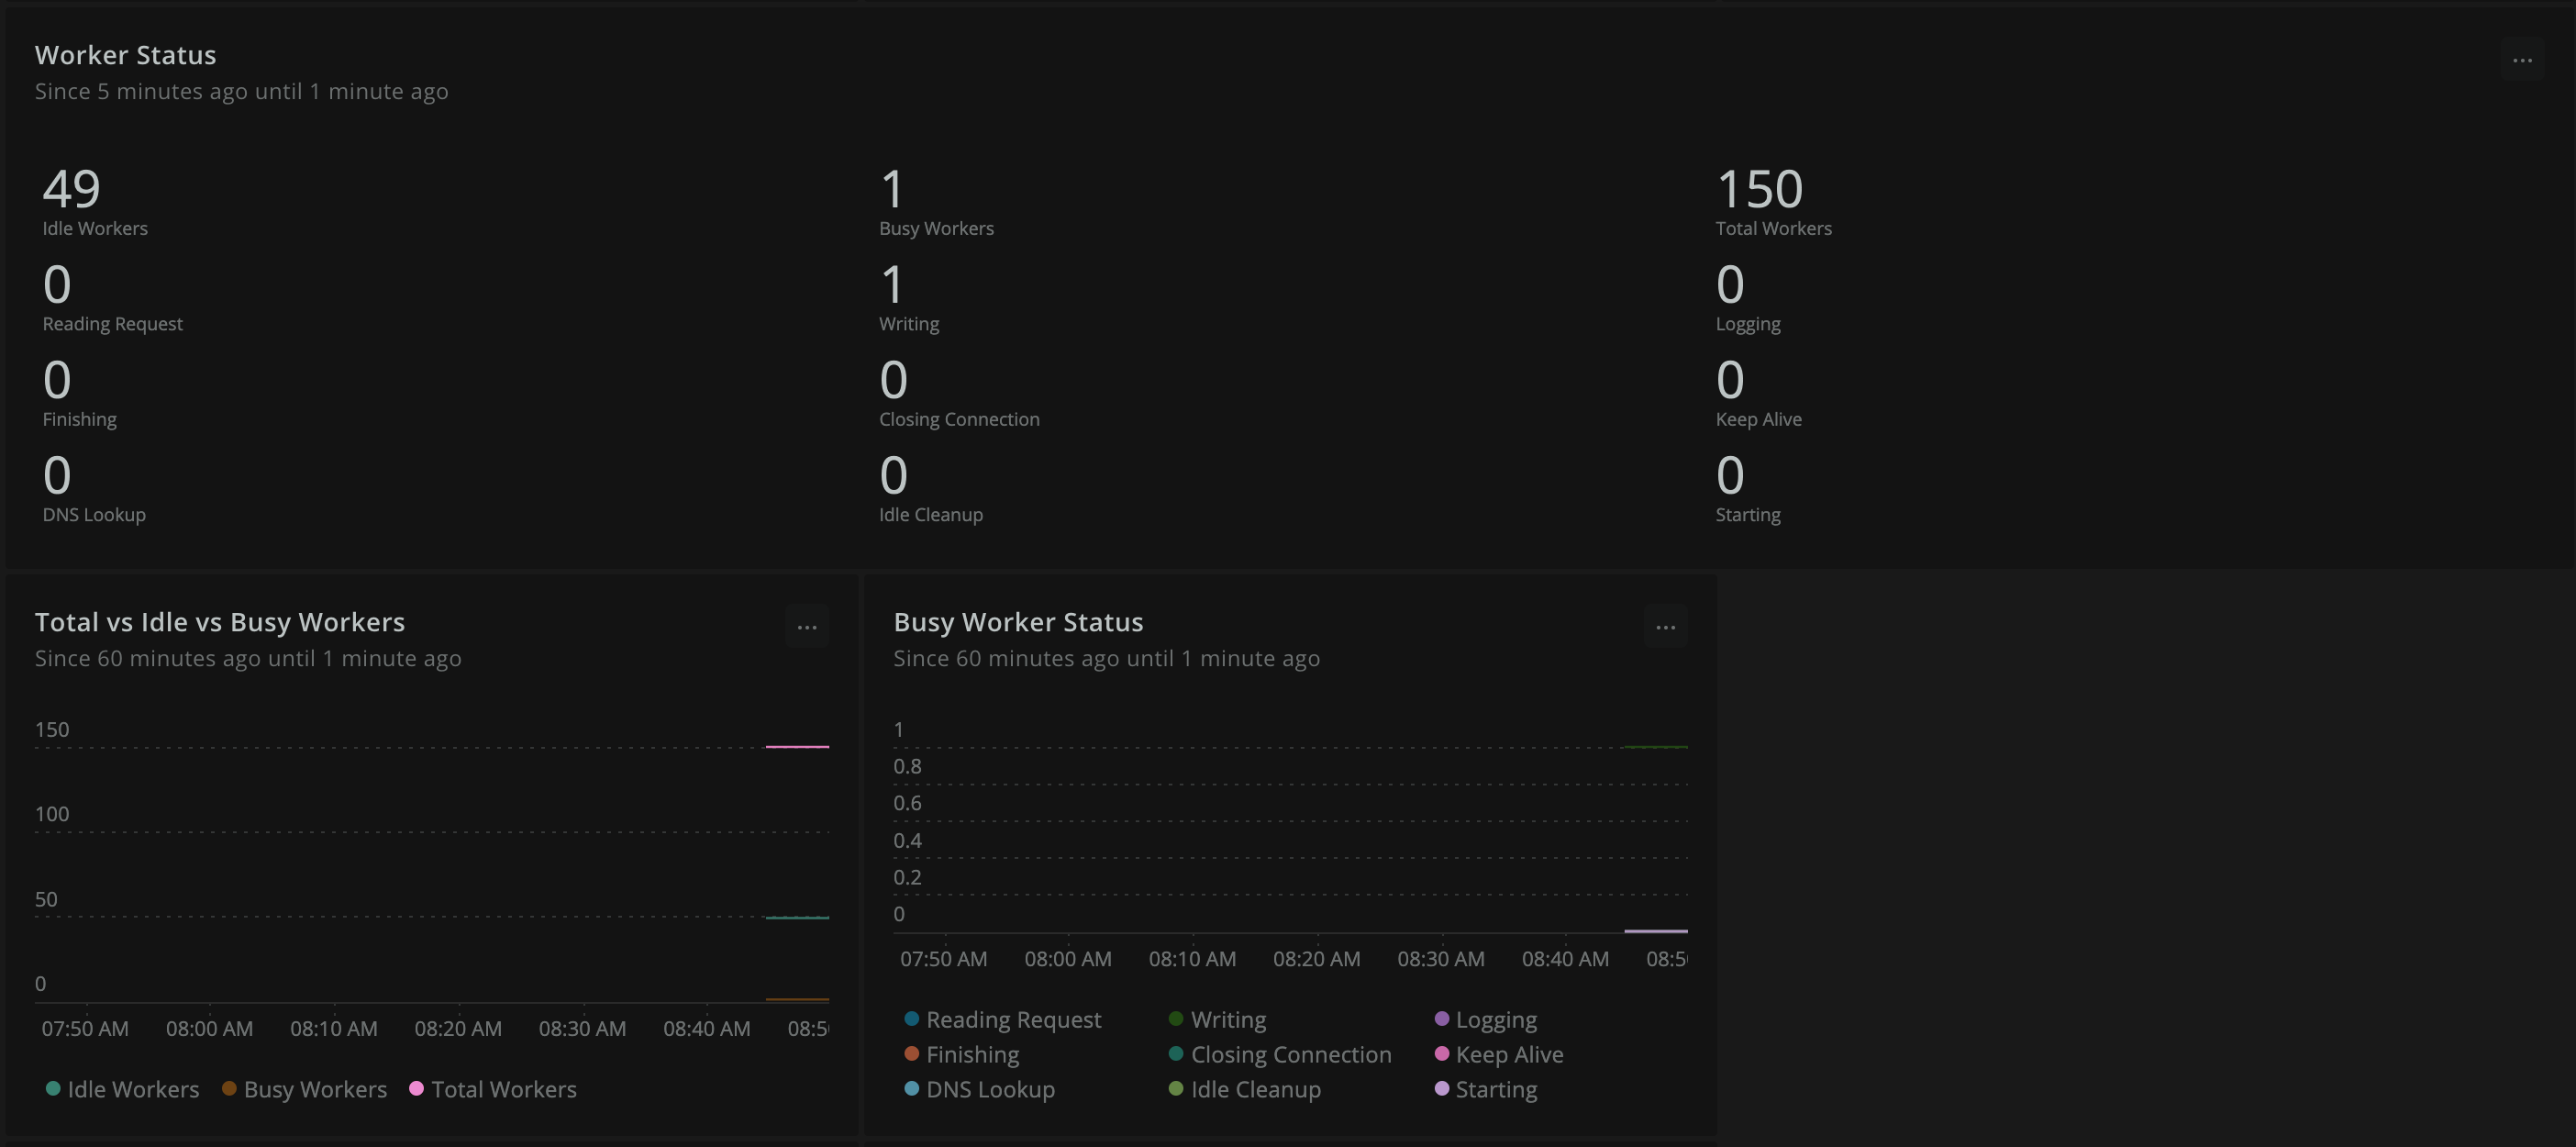 Worker Status
...
Since 5 minutes ago until 1 minute ago
49 1 150
Idle Workers Busy Workers Total Workers
0 1 0
Reading Request Writing Logging
0 0 0
Finishing Closing Connection Keep Alive
0 0 0
DNS Lookup Idle Cleanup Starting
Total vs Idle vs Busy Workers
...
Since 60 minutes ago until 1 minute ago
150
100
50
0
07:50 AM 08:00 AM 08:10 AM 08:20 AM 08:30 AM 08:40 AM 08:5
Idle Workers Busy Workers Total Workers
Busy Worker Status
...
Since 60 minutes ago until 1 minute ago
1
0.8
0.6
0.4
0.2
0
07:50 AM 08:00 AM 08:10 AM 08:20 AM 08:30 AM 08:40 AM 08:5
Reading Request Writing Logging
Finishing Closing Connection Keep Alive
DNS Lookup Idle Cleanup Starting